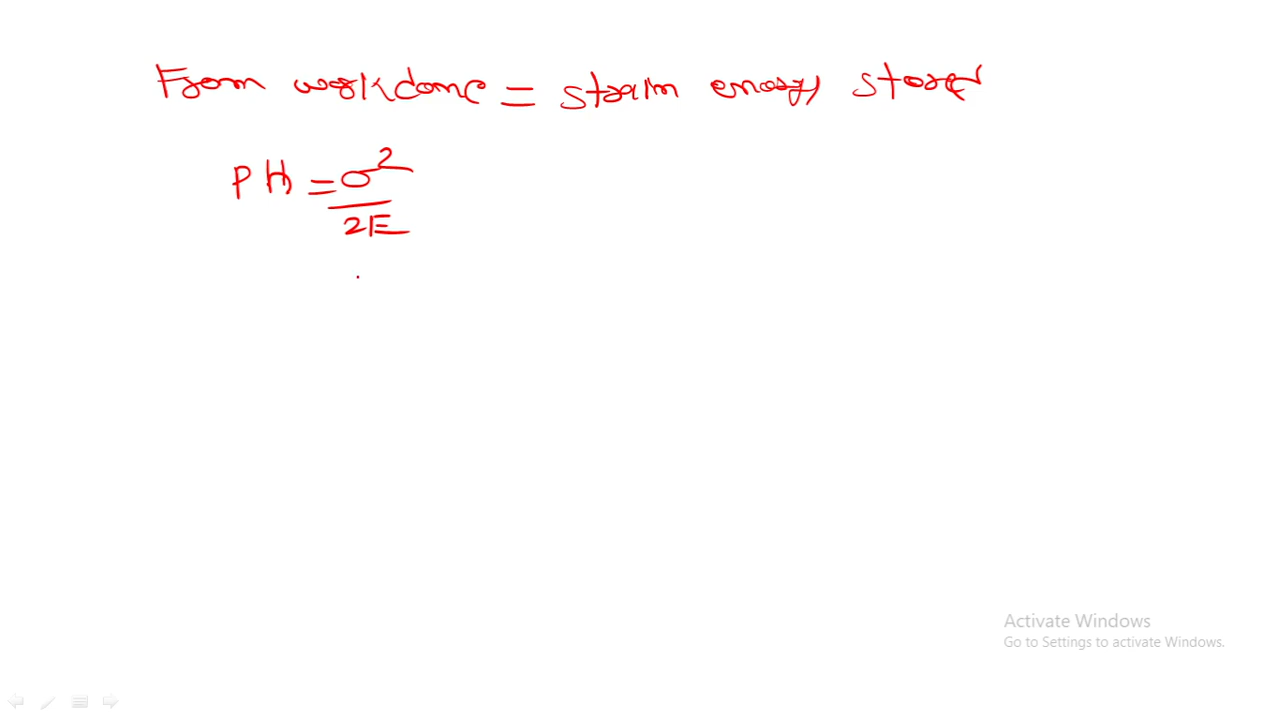 From workdone = strain energy stored
PH = σ²
2E
Activate Windows
Go to Settings to activate Windows.